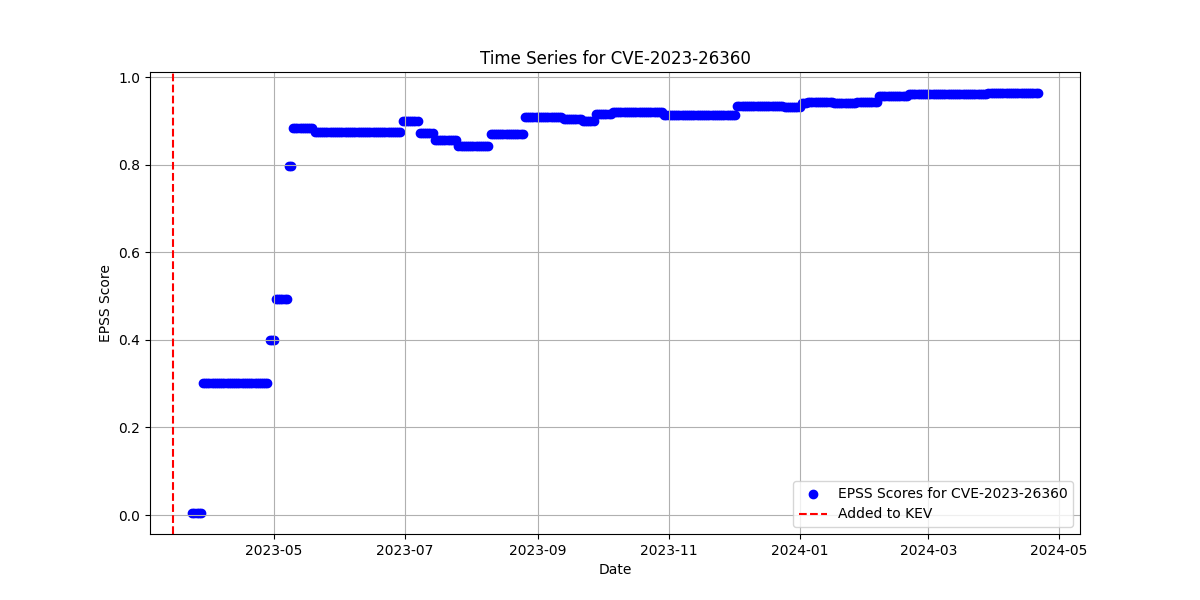 Time Series for CVE-2023-26360
1.0
0.8
0.6
0.4
0.2
0.0
EPSS Score
EPSS Scores for CVE-2023-26360
Added to KEV
2023-05 2023-07 2023-09 2023-11 2024-01 2024-03 2024-05
Date